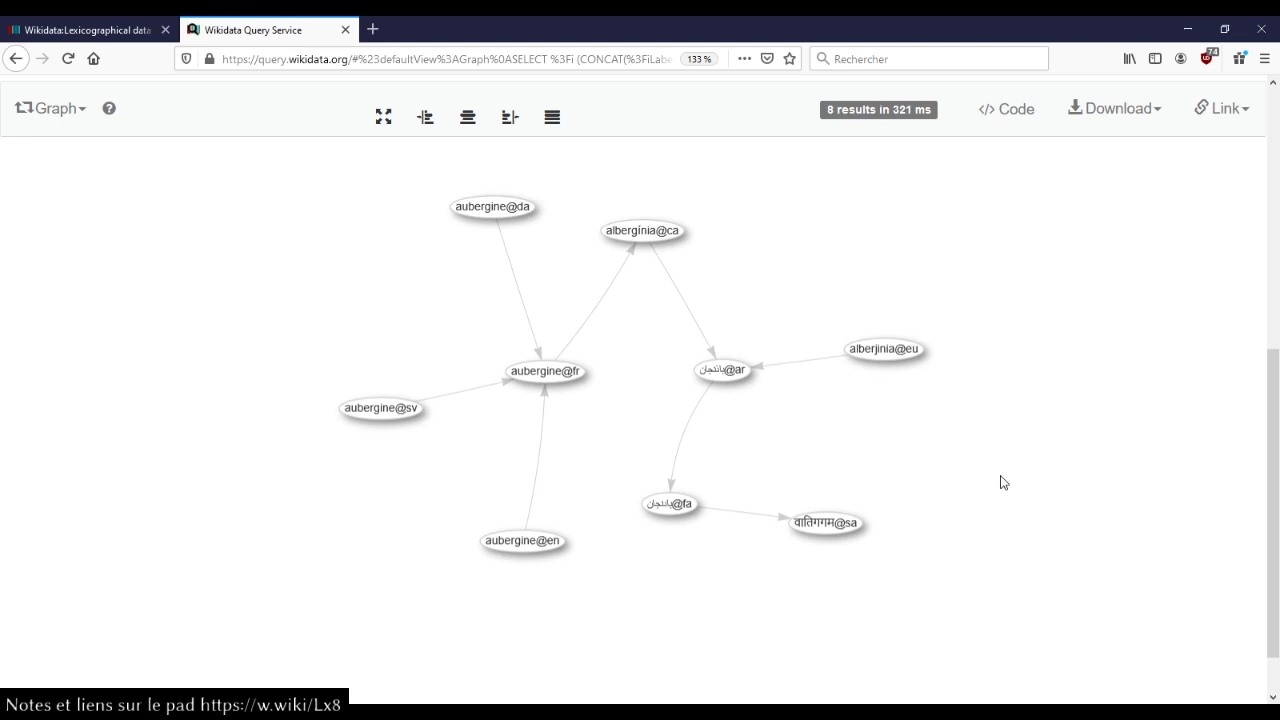 Wikidata:Lexicographical data
Wikidata Query Service
https://query.wikidata.org/#%23defaultView%3AGraph%0ASELECT %3Fi (CONCAT(%3FiLabe
133 %
Rechercher
74
Graph
8 results in 321 ms
</> Code
Download
Link
aubergine@da
albergínia@ca
alberjinia@eu
aubergine@fr
باذنجان@ar
aubergine@sv
باتنجان@fa
वातिगगम@sa
aubergine@en
Notes et liens sur le pad https://w.wiki/Lx8